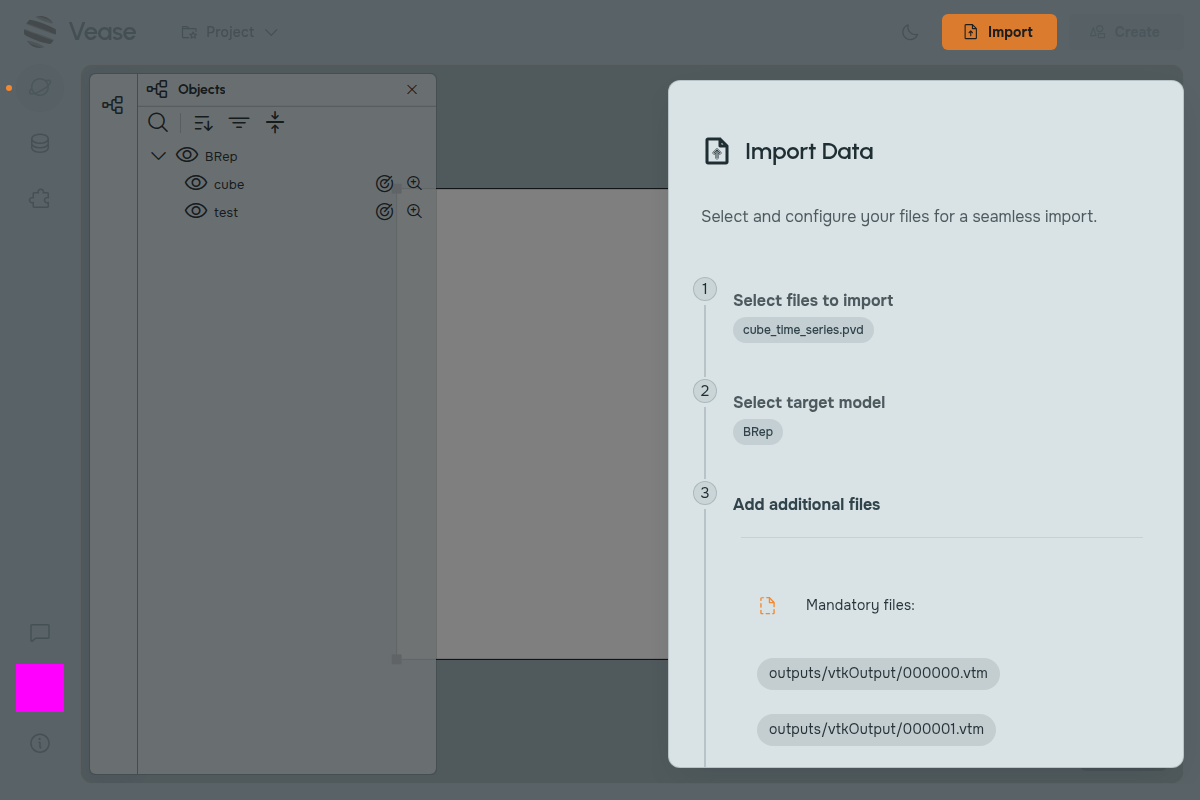 Vease
Project
Import
Create
Objects
BRep
cube
test
Import Data
Select and configure your files for a seamless import.
1
Select files to import
cube_time_series.pvd
2
Select target model
BRep
3
Add additional files
Mandatory files:
outputs/vtkOutput/000000.vtm
outputs/vtkOutput/000001.vtm